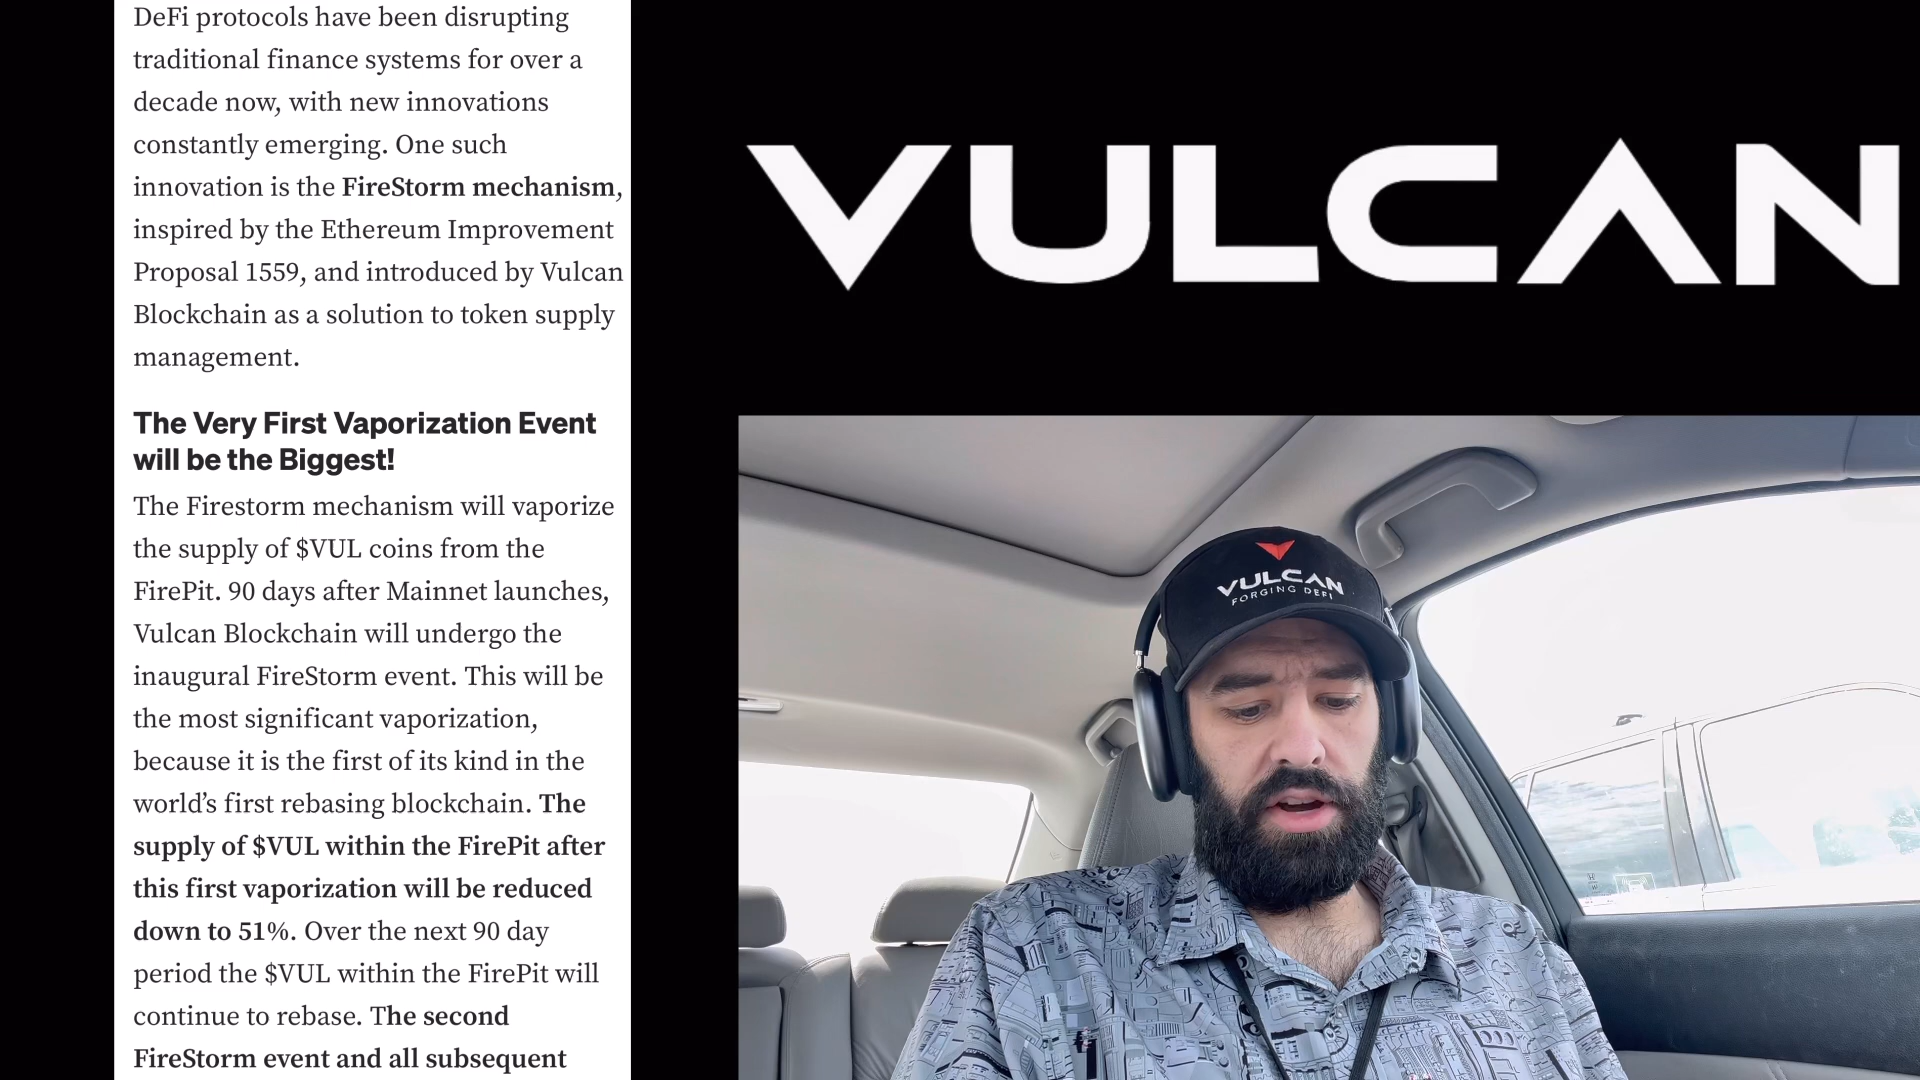 DeFi protocols have been disrupting
traditional finance systems for over a
decade now, with new innovations
constantly emerging. One such
innovation is the FireStorm mechanism,
inspired by the Ethereum Improvement
Proposal 1559, and introduced by Vulcan
Blockchain as a solution to token supply
management.
The Very First Vaporization Event
will be the Biggest!
The Firestorm mechanism will vaporize
the supply of $VUL coins from the
FirePit. 90 days after Mainnet launches,
Vulcan Blockchain will undergo the
inaugural FireStorm event. This will be
the most significant vaporization,
because it is the first of its kind in the
world’s first rebasing blockchain. The
supply of $VUL within the FirePit after
this first vaporization will be reduced
down to 51%. Over the next 90 day
period the $VUL within the FirePit will
continue to rebase. The second
FireStorm event and all subsequent
VULCAN
VULCAN
FORGING DEFI